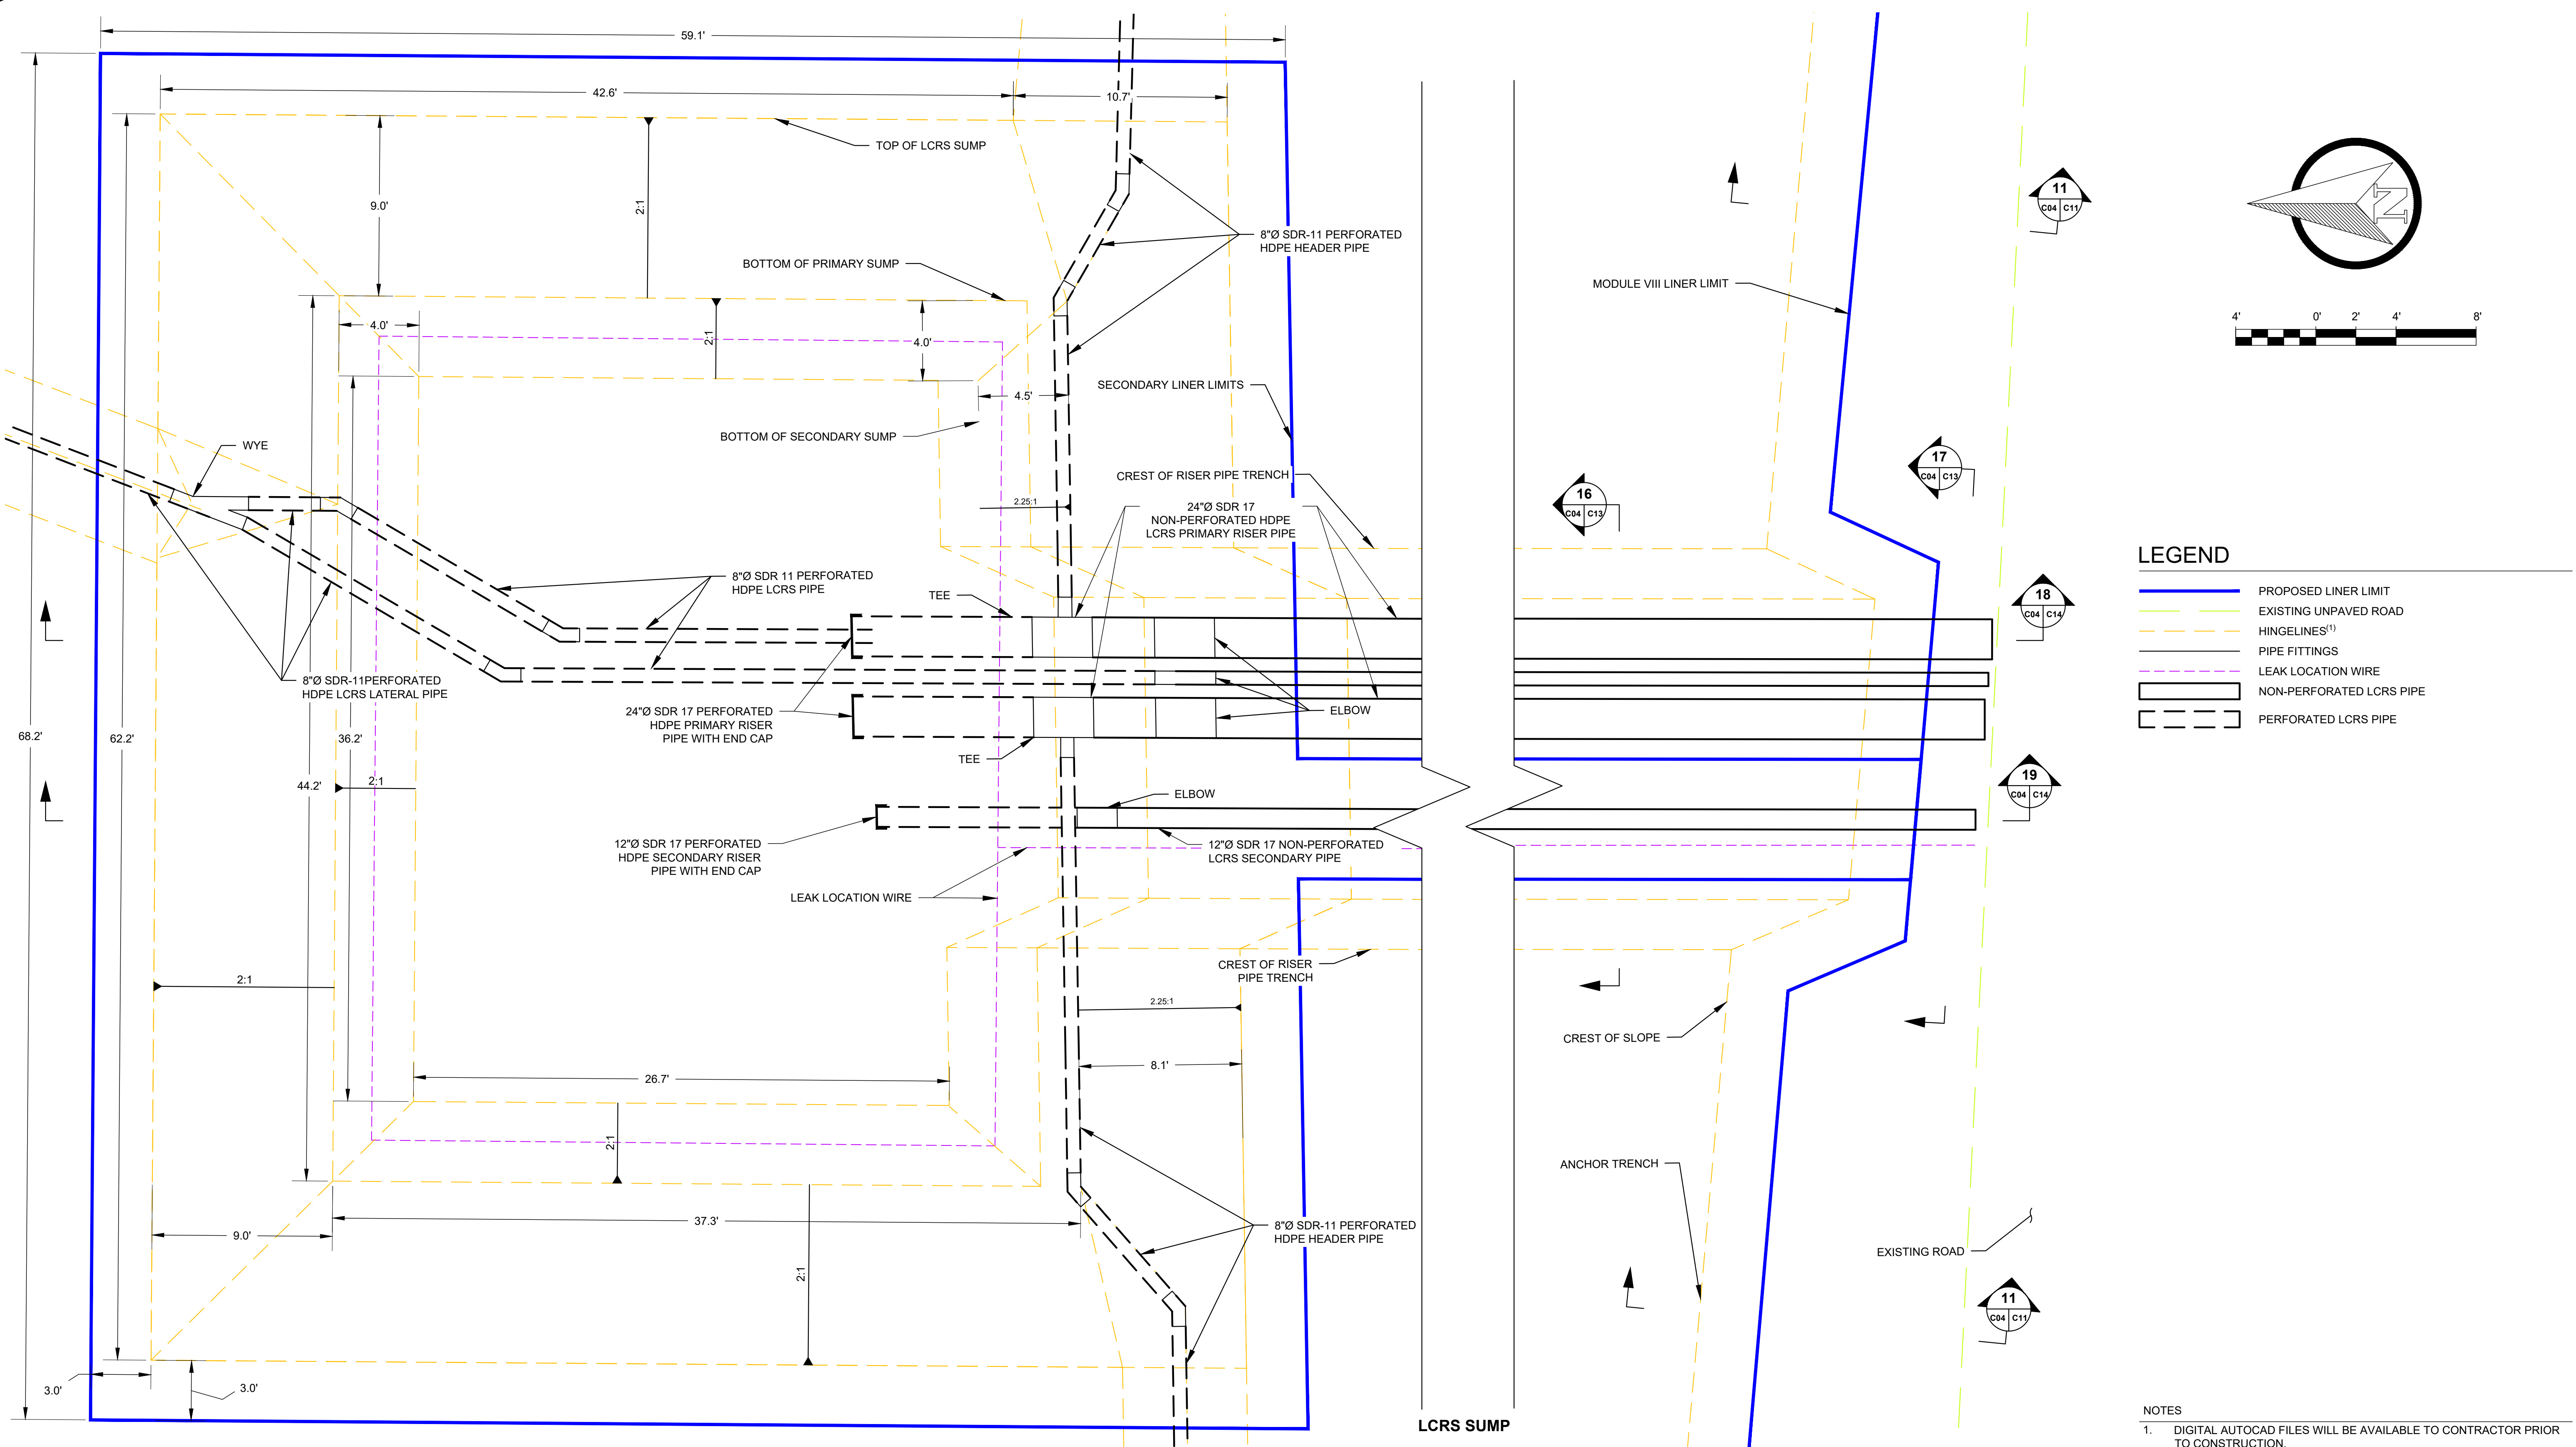 59.1'
42.6'
10.7'
TOP OF LCRS SUMP
9.0'
2:1
8"Ø SDR-11 PERFORATED
HDPE HEADER PIPE
BOTTOM OF PRIMARY SUMP
4.0'
2:1
4.0'
SECONDARY LINER LIMITS
4.5'
BOTTOM OF SECONDARY SUMP
WYE
CREST OF RISER PIPE TRENCH
2.25:1
24"Ø SDR 17
NON-PERFORATED HDPE
LCRS PRIMARY RISER PIPE
8"Ø SDR 11 PERFORATED
HDPE LCRS PIPE
TEE
8"Ø SDR-11PERFORATED
HDPE LCRS LATERAL PIPE
24"Ø SDR 17 PERFORATED
HDPE PRIMARY RISER
PIPE WITH END CAP
ELBOW
68.2'
62.2'
36.2'
44.2'
2:1
TEE
ELBOW
12"Ø SDR 17 PERFORATED
HDPE SECONDARY RISER
PIPE WITH END CAP
12"Ø SDR 17 NON-PERFORATED
LCRS SECONDARY PIPE
LEAK LOCATION WIRE
CREST OF RISER
PIPE TRENCH
2:1
2.25:1
8.1'
26.7'
2:1
37.3'
9.0'
8"Ø SDR-11 PERFORATED
HDPE HEADER PIPE
2:1
3.0'
3.0'
LCRS SUMP
MODULE VIII LINER LIMIT
11
C04 C11
17
C04 C13
16
C04 C13
18
C04 C14
19
C04 C14
CREST OF SLOPE
ANCHOR TRENCH
EXISTING ROAD
11
C04 C11
N
4' 0' 2' 4' 8'
LEGEND
PROPOSED LINER LIMIT
EXISTING UNPAVED ROAD
HINGELINES(1)
PIPE FITTINGS
LEAK LOCATION WIRE
NON-PERFORATED LCRS PIPE
PERFORATED LCRS PIPE
NOTES
1. DIGITAL AUTOCAD FILES WILL BE AVAILABLE TO CONTRACTOR PRIOR
TO CONSTRUCTION.